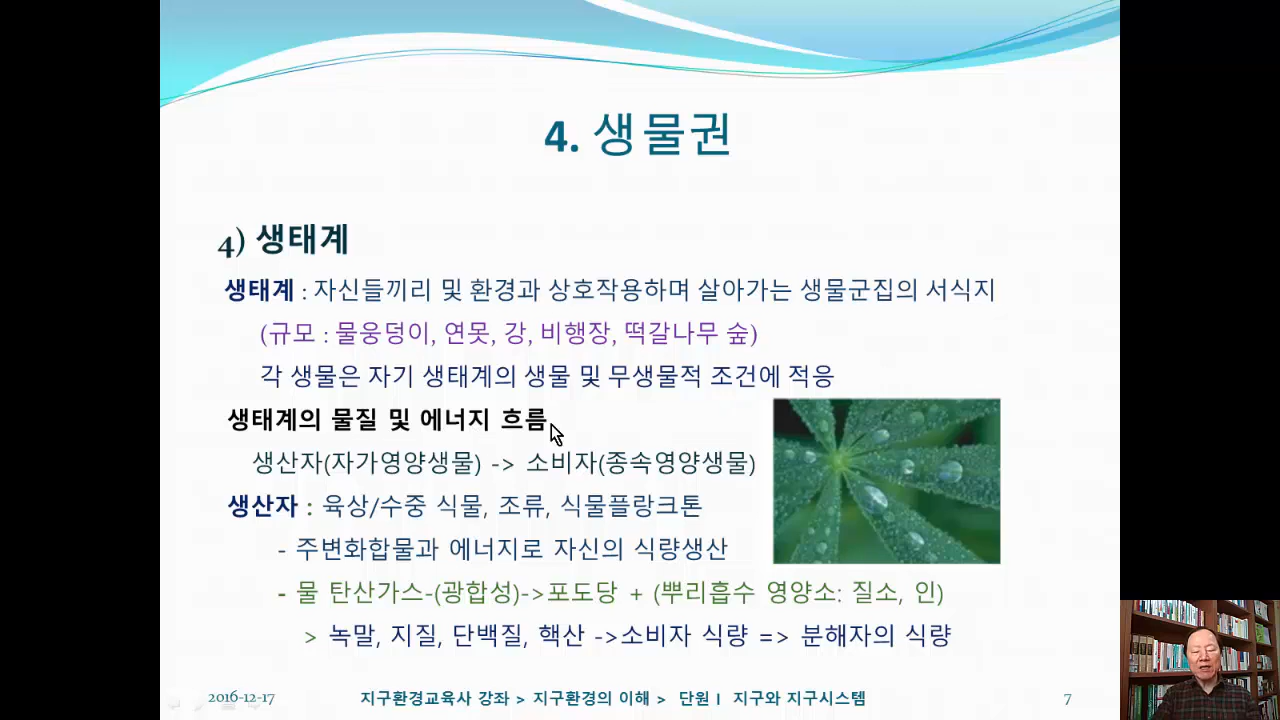 4. 생물권
4) 생태계
생태계 : 자신들끼리 및 환경과 상호작용하며 살아가는 생물군집의 서식지
(규모 : 물웅덩이, 연못, 강, 비행장, 떡갈나무 숲)
각 생물은 자기 생태계의 생물 및 무생물적 조건에 적응
생태계의 물질 및 에너지 흐름
생산자(자가영양생물) -> 소비자(종속영양생물)
생산자 : 육상/수중 식물, 조류, 식물플랑크톤
- 주변화합물과 에너지로 자신의 식량생산
- 물 탄산가스-(광합성)->포도당 + (뿌리흡수 영양소: 질소, 인)
> 녹말, 지질, 단백질, 핵산 ->소비자 식량 => 분해자의 식량
2016-12-17 지구환경교육사 강좌 > 지구환경의 이해 > 단원 I 지구와 지구시스템 7